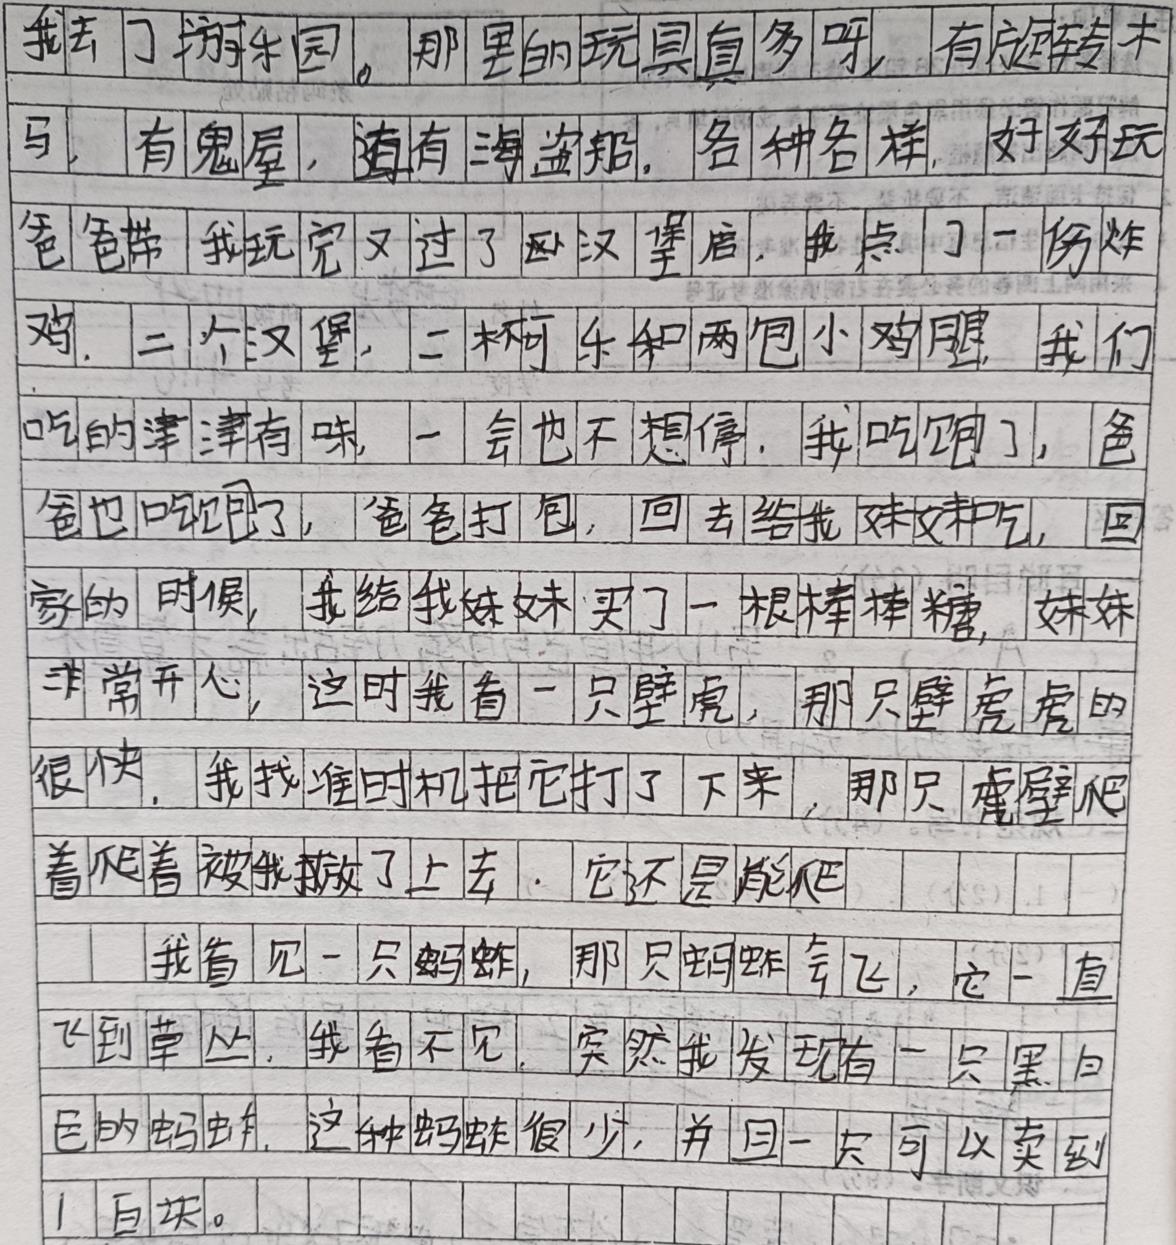 我去了游乐园。那里的玩具真多呀,有旋转木
马,有鬼屋,还有海盗船,各种各样,好好玩
爸爸带我玩完又过了去汉堡店,我点了一份炸
鸡,二个汉堡,二杯可乐和两包小鸡腿,我们
吃的津津有味,一会也不想停,我吃饱了,爸
爸也吃饱了,爸爸打包,回去给我妹妹吃,回
家的时候,我给我妹妹买了一根棒棒糖,妹妹
非常开心,这时我看一只壁虎,那只壁虎虎的
很快,我找准时机把它打了下来,那只虎壁爬
着爬着被我放了上去.它还是能爬
我看见一只蚂蚱,那只蚂蚱会飞,它一直
飞到草丛,我看不见,突然我发现有一只黑白
色的蚂蚱,这种蚂蚱很少,并且一只可以卖到
1百块。